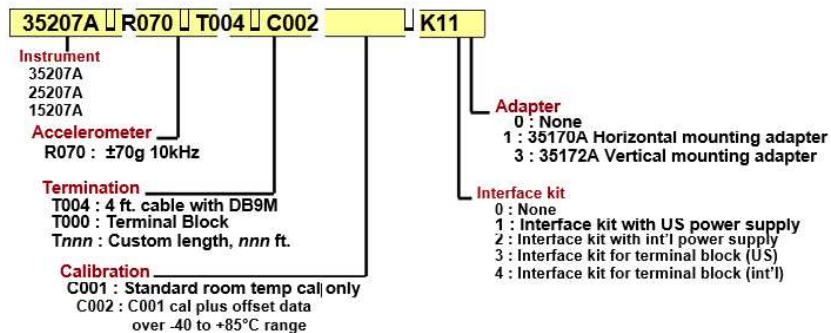 35207A R070 T004 C002 K11
Instrument
35207A
25207A
15207A
Accelerometer
R070 : ±70g 10kHz
Termination
T004 : 4 ft. cable with DB9M
T000 : Terminal Block
Tnnn : Custom length, nnn ft.
Calibration
C001 : Standard room temp cal only
C002 : C001 cal plus offset data
over -40 to +85°C range
Adapter
0 : None
1 : 35170A Horizontal mounting adapter
3 : 35172A Vertical mounting adapter
Interface kit
0 : None
1 : Interface kit with US power supply
2 : Interface kit with int'l power supply
3 : Interface kit for terminal block (US)
4 : Interface kit for terminal block (int'l)